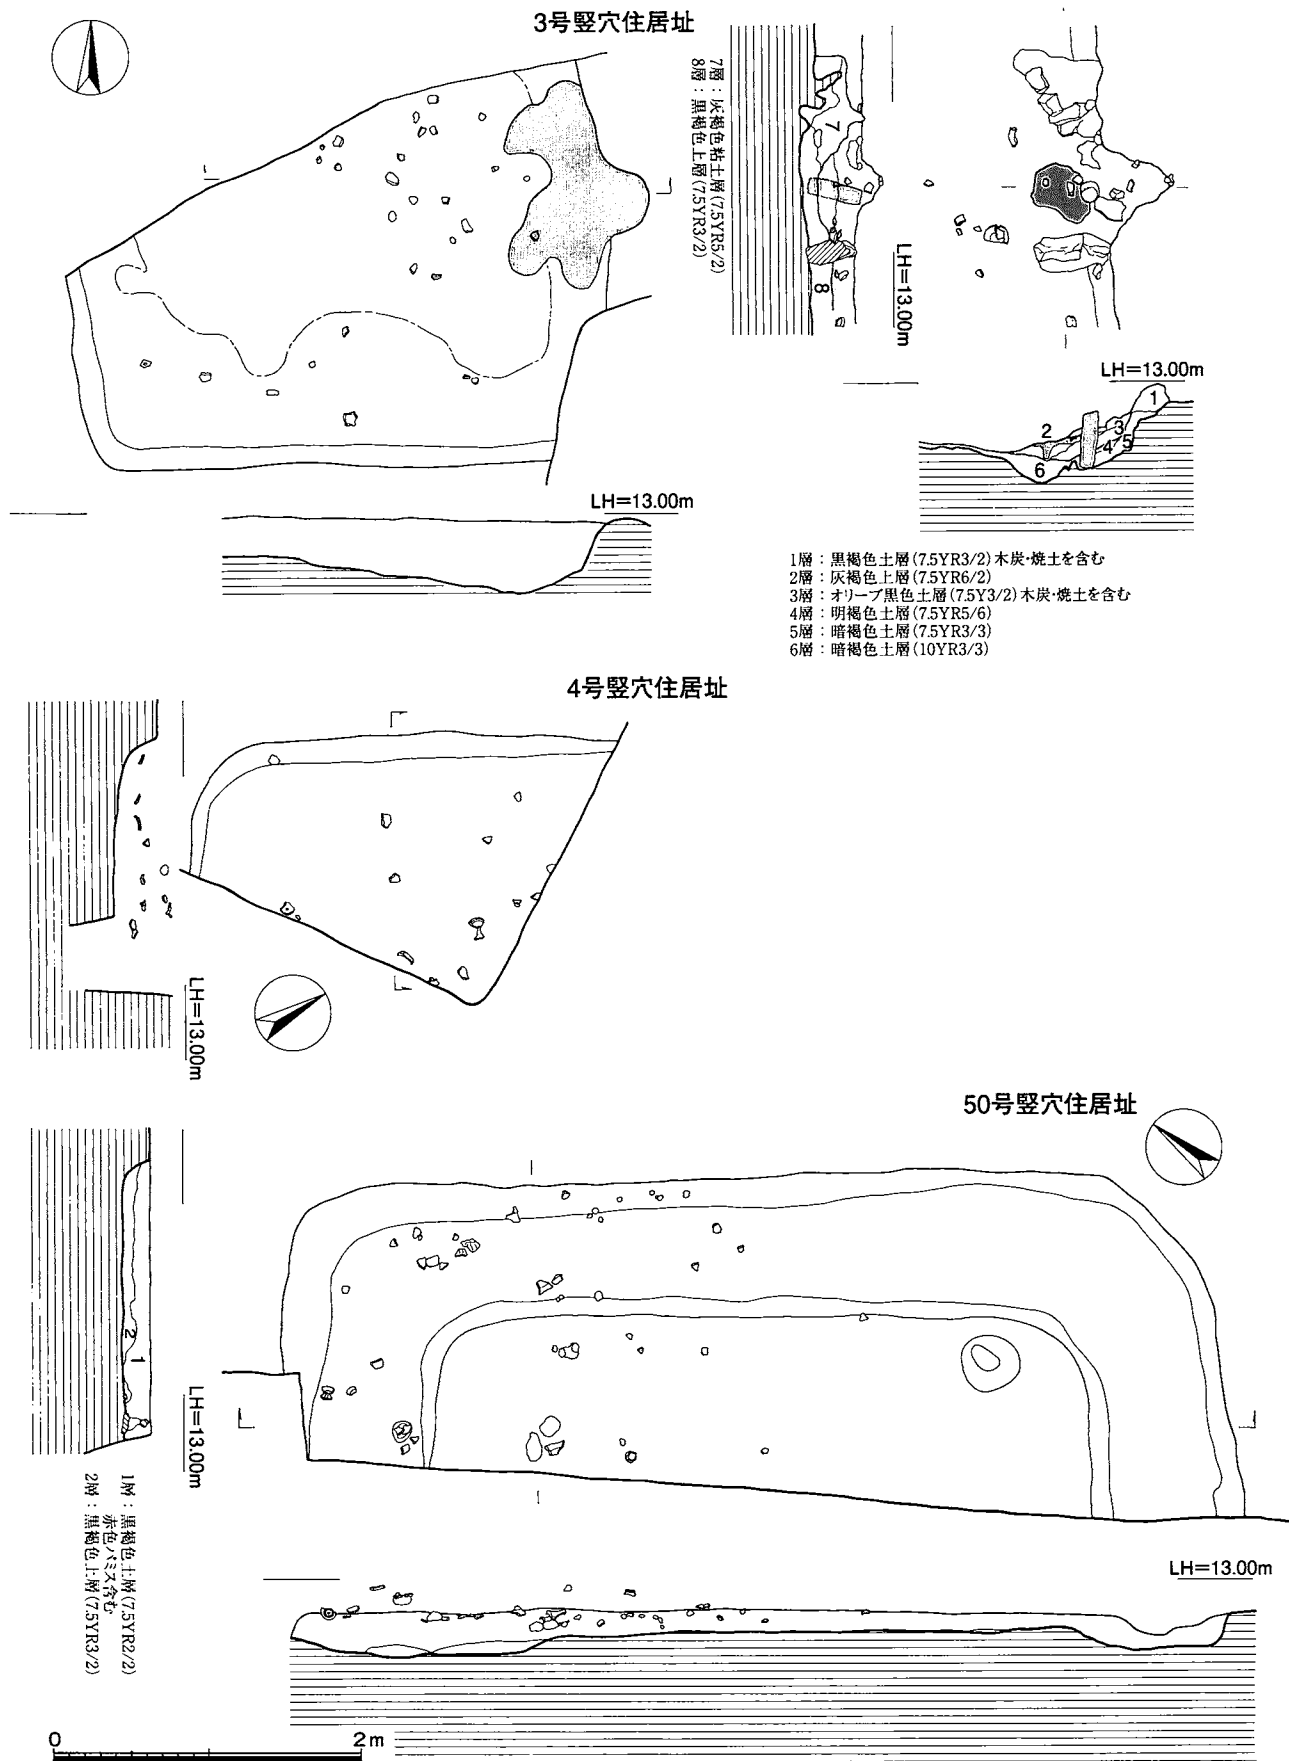 3号竪穴住居址
7層：灰褐色粘土層(7.5YR5/2)
8層：黒褐色上層(7.5YR3/2)
7
8
LH=13.00m
LH=13.00m
1
2
3
4
5
6
LH=13.00m
1層：黒褐色土層(7.5YR3/2)木炭・焼土を含む
2層：灰褐色上層(7.5YR6/2)
3層：オリーブ黒色土層(7.5Y3/2)木炭・焼土を含む
4層：明褐色土層(7.5YR5/6)
5層：暗褐色土層(7.5YR3/3)
6層：暗褐色土層(10YR3/3)
4号竪穴住居址
LH=13.00m
50号竪穴住居址
2
1
LH=13.00m
1層：黒褐色土層(7.5YR2/2)
赤色パミス含む
2層：黒褐色上層(7.5YR3/2)
LH=13.00m
0 2m